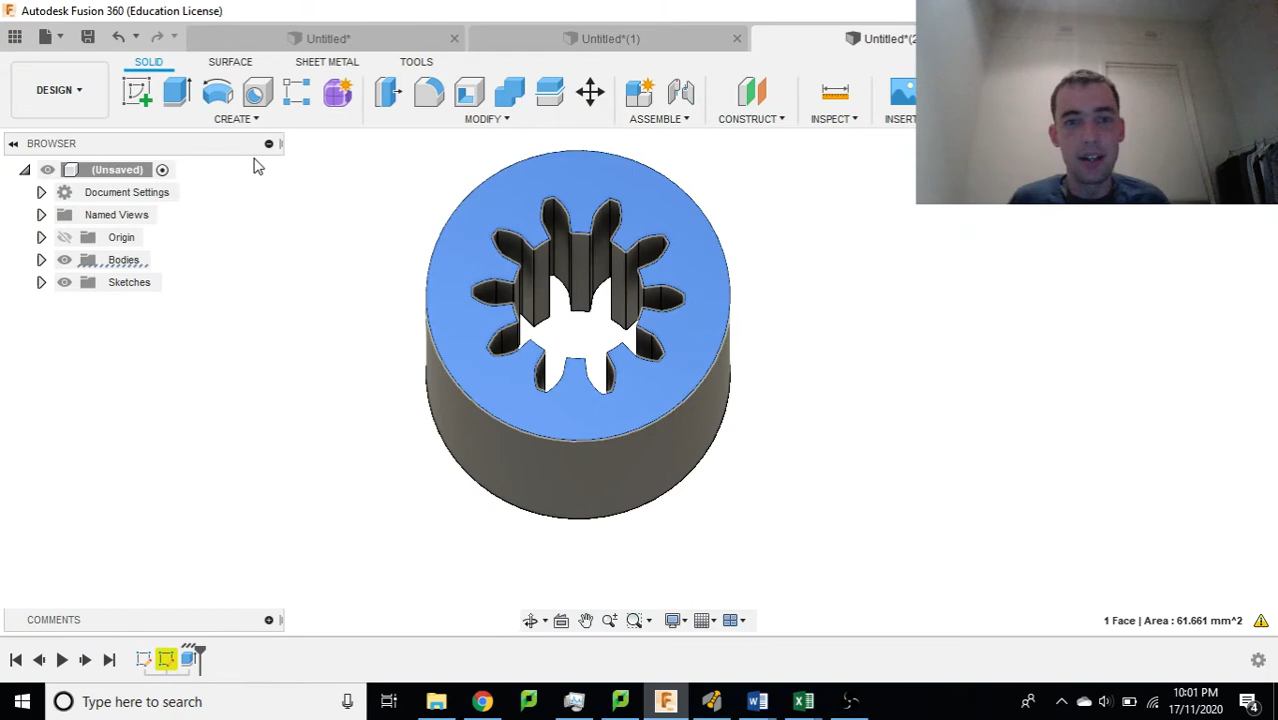 Autodesk Fusion 360 (Education License)
Untitled*
Untitled*(1)
Untitled*(2
DESIGN
SOLID
SURFACE
SHEET METAL
TOOLS
CREATE
MODIFY
ASSEMBLE
CONSTRUCT
INSPECT
INSERT
BROWSER
(Unsaved)
Document Settings
Named Views
Origin
Bodies
Sketches
COMMENTS
1 Face | Area : 61.661 mm^2
Type here to search
10:01 PM
17/11/2020
4